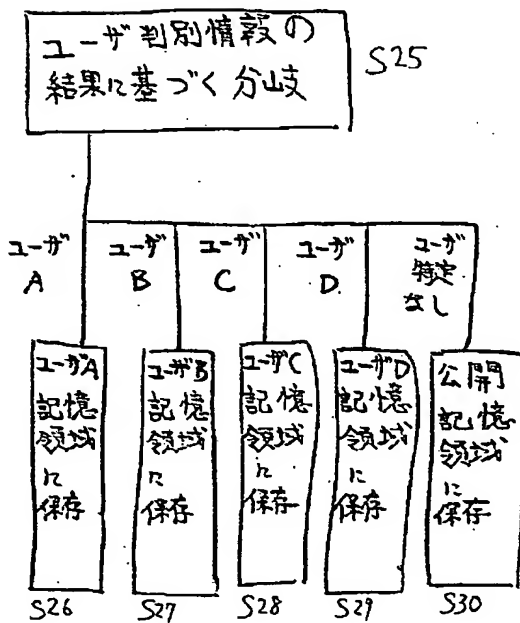 ユーザ判別情報の
結果に基づく分岐
S25
ユーザ
A
ユーザ
B
ユーザ
C
ユーザ
D
ユーザ
特定
なし
ユーザA
記憶
領域
に
保存
ユーザB
記憶
領域
に
保存
ユーザC
記憶
領域
に
保存
ユーザD
記憶
領域
に
保存
公開
記憶
領域
に
保存
S26
S27
S28
S29
S30